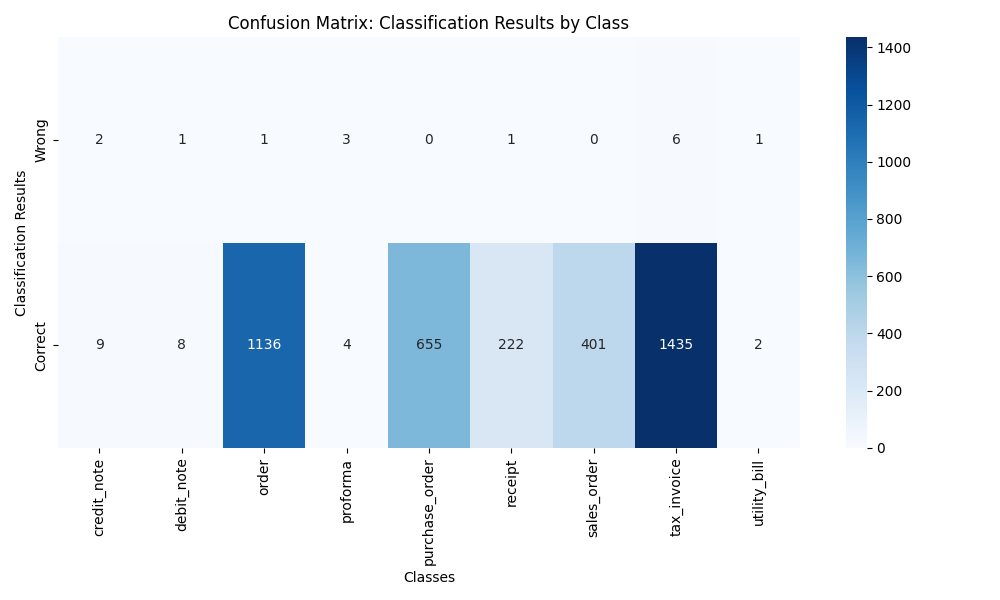 Confusion Matrix: Classification Results by Class
Classification Results
Wrong
2 1 1 3 0 1 0 6 1
Correct
9 8 1136 4 655 222 401 1435 2
credit_note
debit_note
order
proforma
purchase_order
receipt
sales_order
tax_invoice
utility_bill
Classes
1400
1200
1000
800
600
400
200
0